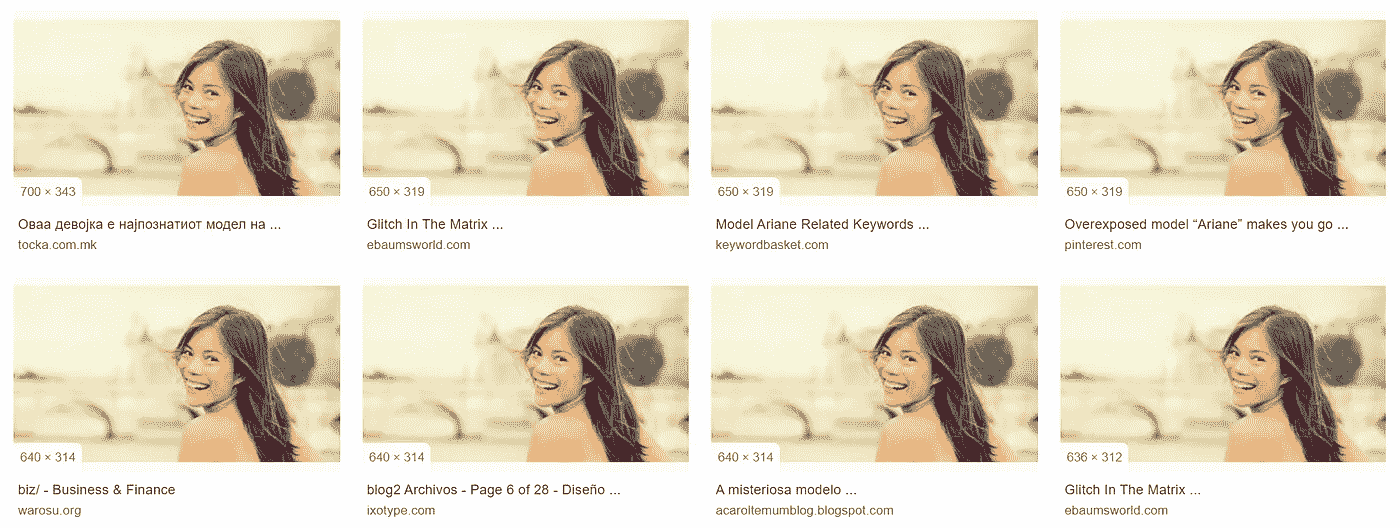 700 × 343
650 × 319
650 × 319
650 × 319
Оваа девојка е најпознатиот модел на ...
Glitch In The Matrix ...
Model Ariane Related Keywords ...
Overexposed model “Ariane” makes you go ...
tocka.com.mk
ebaumsworld.com
keywordbasket.com
pinterest.com
640 × 314
640 × 314
640 × 314
636 × 312
biz/ - Business & Finance
blog2 Archivos - Page 6 of 28 - Diseño ...
A misteriosa modelo ...
Glitch In The Matrix ...
warosu.org
ixotype.com
acaroltemumblog.blogspot.com
ebaumsworld.com